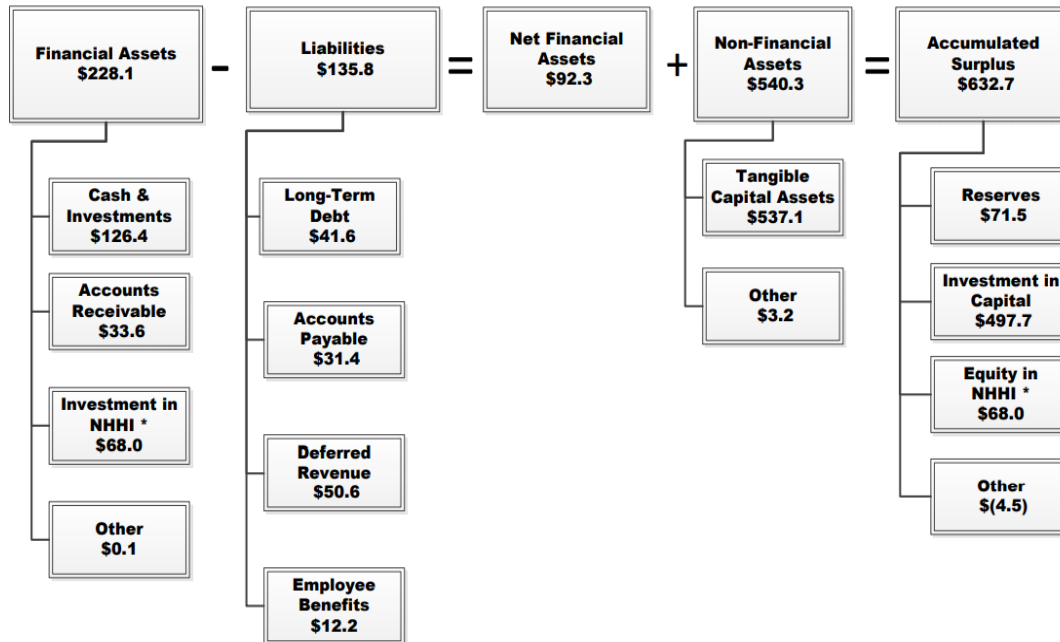 Financial Assets
$228.1
-
Liabilities
$135.8
=
Net Financial
Assets
$92.3
+
Non-Financial
Assets
$540.3
=
Accumulated
Surplus
$632.7
Cash &
Investments
$126.4
Accounts
Receivable
$33.6
Investment in
NHHI *
$68.0
Other
$0.1
Long-Term
Debt
$41.6
Accounts
Payable
$31.4
Deferred
Revenue
$50.6
Employee
Benefits
$12.2
Tangible
Capital Assets
$537.1
Other
$3.2
Reserves
$71.5
Investment in
Capital
$497.7
Equity in
NHHI *
$68.0
Other
$(4.5)